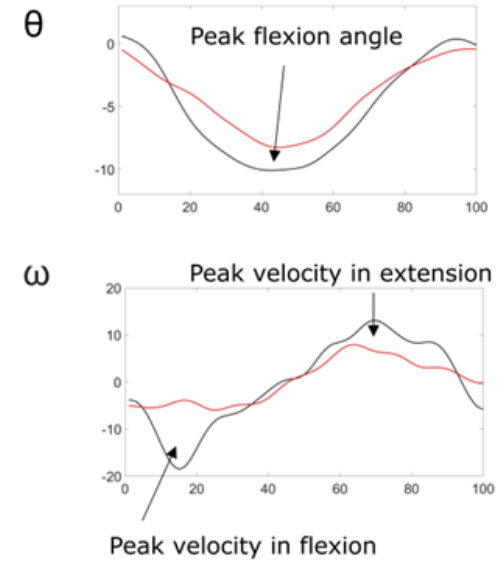 θ
Peak flexion angle
0
-5
-10
0 20 40 60 80 100
ω
Peak velocity in extension
20
10
0
-10
-20
0 20 40 60 80 100
Peak velocity in flexion